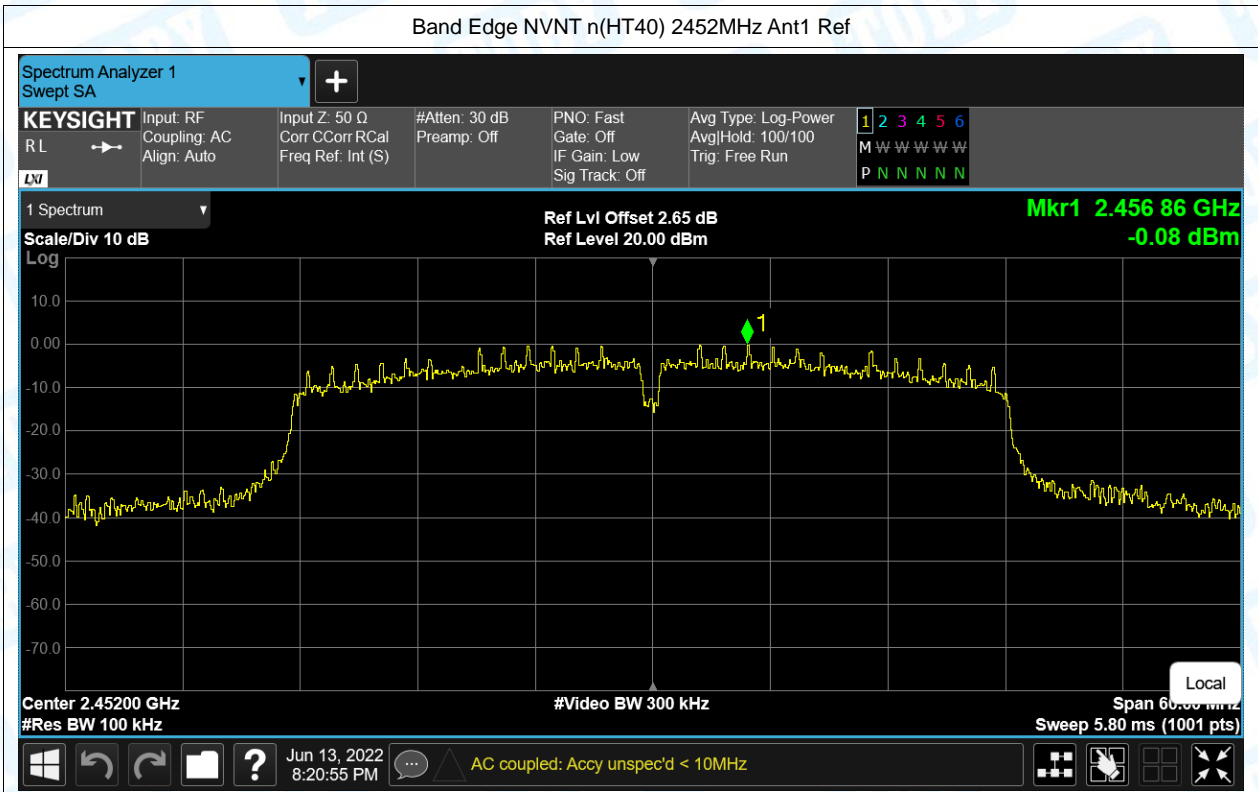 Band Edge NVNT n(HT40) 2452MHz Ant1 Ref
Spectrum Analyzer 1
Swept SA
KEYSIGHT
RL
LXI
Input: RF
Coupling: AC
Align: Auto
Input Z: 50 Ω
Corr CCorr RCal
Freq Ref: Int (S)
#Atten: 30 dB
Preamp: Off
PNO: Fast
Gate: Off
IF Gain: Low
Sig Track: Off
Avg Type: Log-Power
Avg|Hold: 100/100
Trig: Free Run
1 2 3 4 5 6
M W W W W W
P N N N N N
1 Spectrum
Scale/Div 10 dB
Ref Lvl Offset 2.65 dB
Ref Level 20.00 dBm
Mkr1 2.456 86 GHz
-0.08 dBm
Log
10.0
0.00
-10.0
-20.0
-30.0
-40.0
-50.0
-60.0
-70.0
1
Local
Center 2.45200 GHz
#Res BW 100 kHz
#Video BW 300 kHz
Span 60.00 MHz
Sweep 5.80 ms (1001 pts)
?
Jun 13, 2022
8:20:55 PM
AC coupled: Accy unspec'd < 10MHz